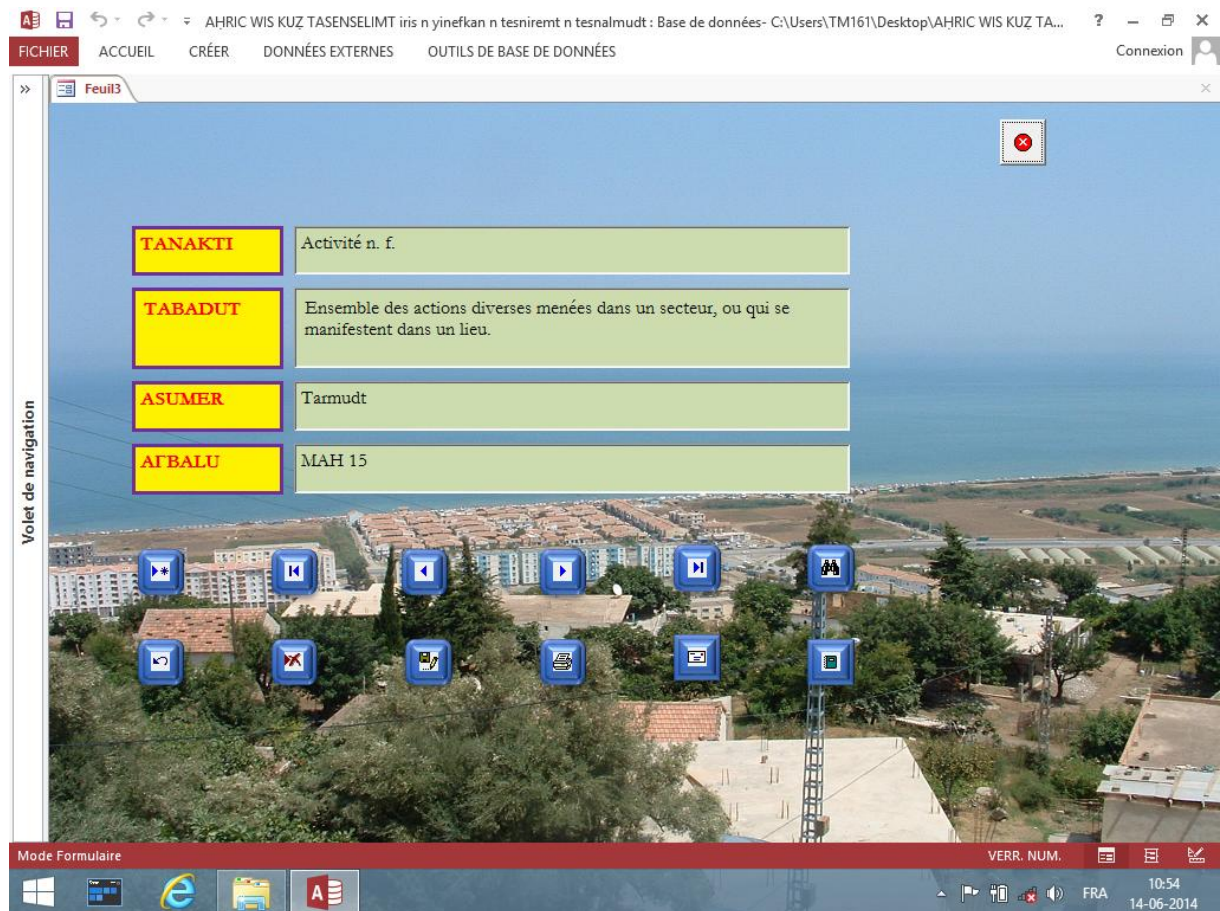 AḤRIC WIS KUẒ TASENSELIMT iris n yinefkan n tesniremt n tesnalmudt : Base de données- C:\Users\TM161\Desktop\AḤRIC WIS KUẒ TA...
?
FICHIER ACCUEIL CRÉER DONNÉES EXTERNES OUTILS DE BASE DE DONNÉES Connexion
» Feuil3
TANAKTI Activité n. f.
TABADUT Ensemble des actions diverses menées dans un secteur, ou qui se
manifestent dans un lieu.
ASUMER Tarmudt
AΓBALU MAH 15
Volet de navigation
Mode Formulaire VERR. NUM.
FRA 10:54
14-06-2014